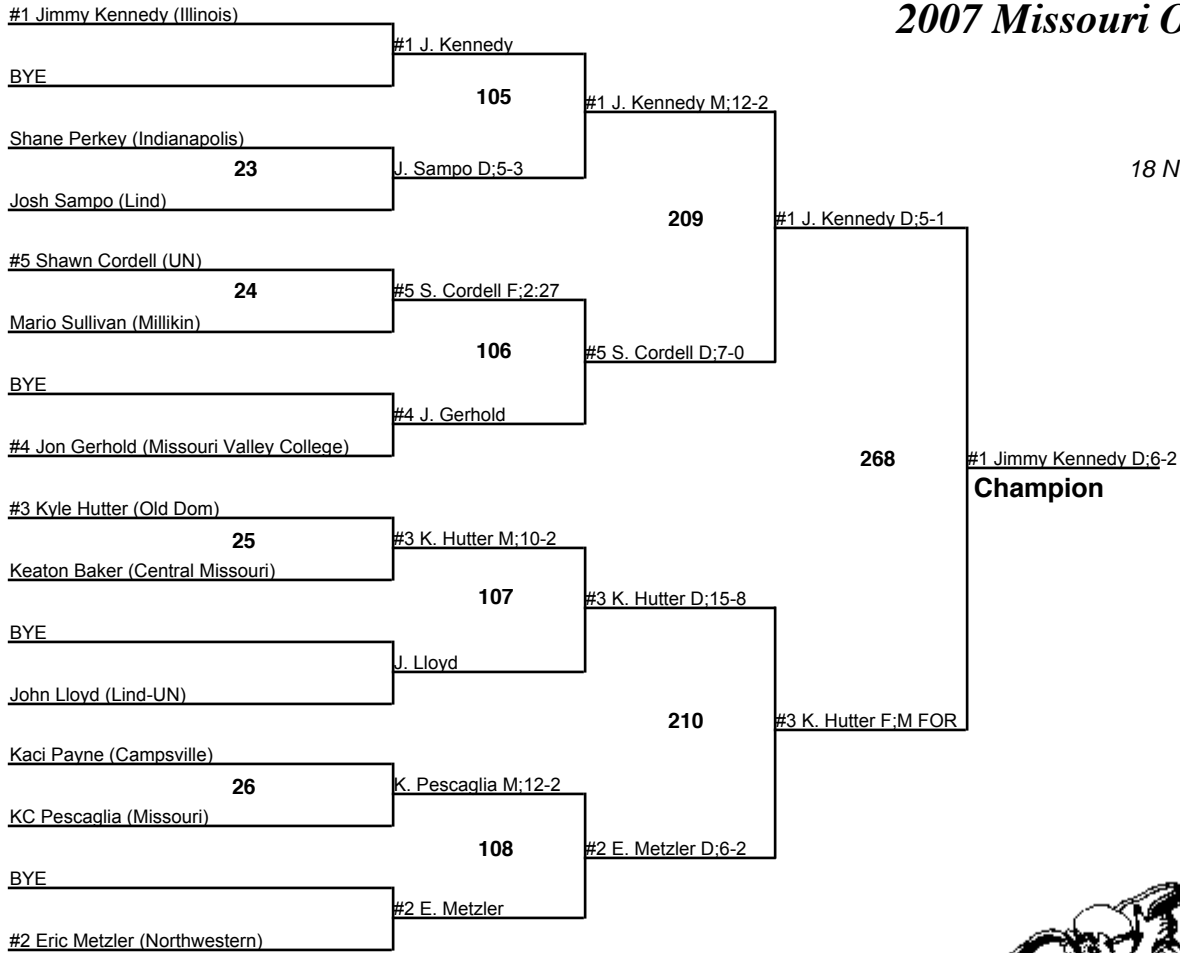 #1 Jimmy Kennedy (Illinois)
2007 Missouri O
#1 J. Kennedy
BYE
105
#1 J. Kennedy M;12-2
Shane Perkey (Indianapolis)
23
J. Sampo D;5-3
18 N
Josh Sampo (Lind)
209
#1 J. Kennedy D;5-1
#5 Shawn Cordell (UN)
24
#5 S. Cordell F;2:27
Mario Sullivan (Millikin)
106
#5 S. Cordell D;7-0
BYE
#4 J. Gerhold
#4 Jon Gerhold (Missouri Valley College)
268
#1 Jimmy Kennedy D;6-2
Champion
#3 Kyle Hutter (Old Dom)
25
#3 K. Hutter M;10-2
Keaton Baker (Central Missouri)
107
#3 K. Hutter D;15-8
BYE
J. Lloyd
John Lloyd (Lind-UN)
210
#3 K. Hutter F;M FOR
Kaci Payne (Campsville)
26
K. Pescaglia M;12-2
KC Pescaglia (Missouri)
108
#2 E. Metzler D;6-2
BYE
#2 E. Metzler
#2 Eric Metzler (Northwestern)